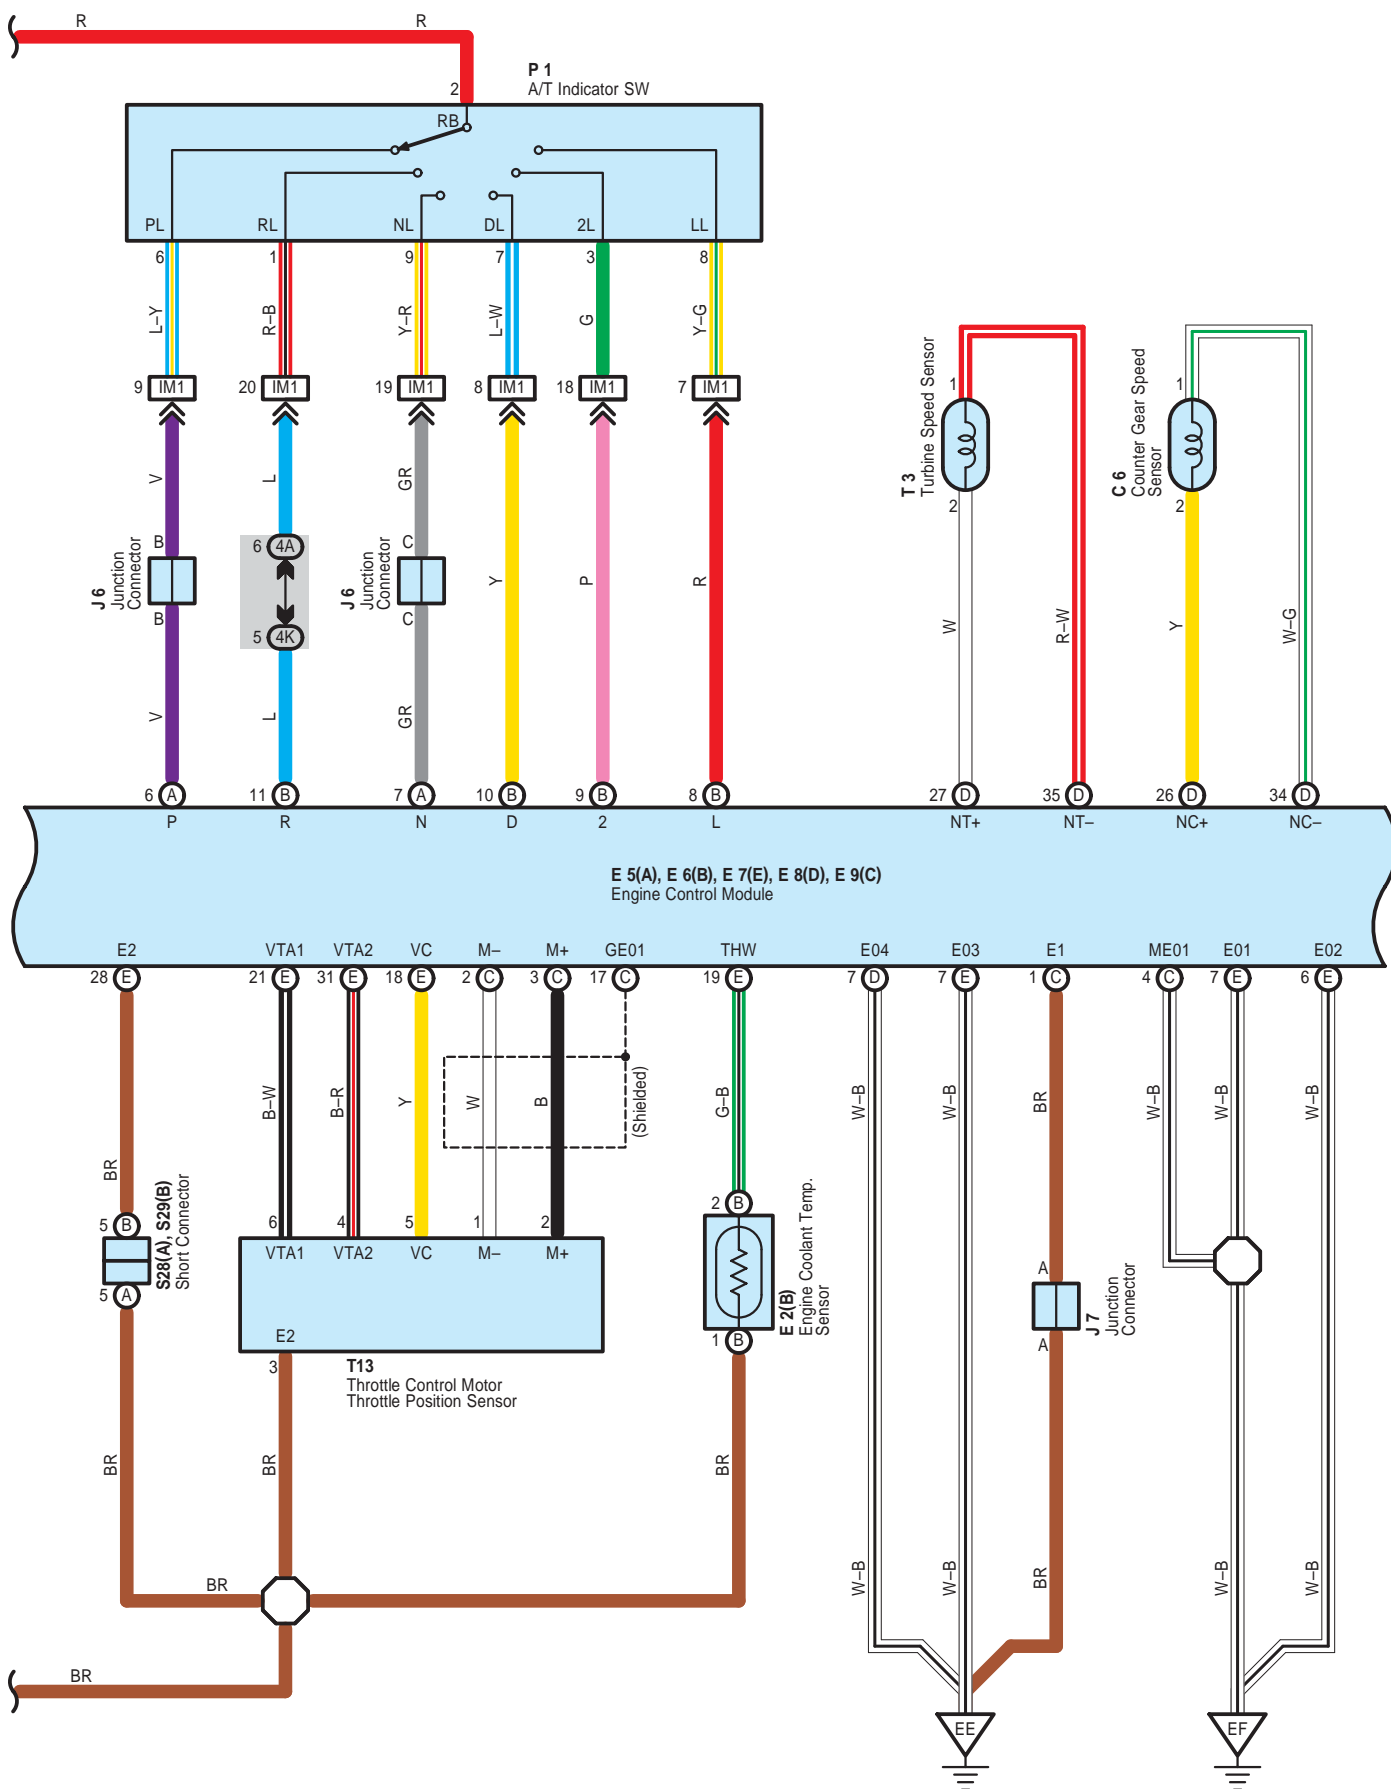 R R
P 1
A/T Indicator SW
2
RB
PL RL NL DL 2L LL
6 1 9 7 3 8
L–Y R–B Y–R L–W G Y–G
9 IM1 20 IM1 19 IM1 8 IM1 18 IM1 7 IM1
1 1
T 3
Turbine Speed Sensor
C 6
Counter Gear Speed
Sensor
2 2
V L GR
B 6 4A C
J 6
Junction
Connector
J 6
Junction
Connector
Y P R W R–W Y W–G
B 5 4K C
V L GR
6 A 11 B 7 A 10 B 9 B 8 B 27 D 35 D 26 D 34 D
P R N D 2 L NT+ NT– NC+ NC–
E 5(A), E 6(B), E 7(E), E 8(D), E 9(C)
Engine Control Module
E2 VTA1 VTA2 VC M– M+ GE01 THW E04 E03 E1 ME01 E01 E02
28 E 21 E 31 E 18 E 2 C 3 C 17 C 19 E 7 D 7 E 1 C 4 C 7 E 6 E
B–W B–R Y W B (Shielded) G–B W–B W–B BR W–B W–B W–B
BR
5 B 6 4 5 1 2 2 B
S28(A), S29(B)
Short Connector
VTA1 VTA2 VC M– M+
5 A
E 2(B)
Engine Coolant Temp.
Sensor
A
J 7
Junction
Connector
A
E2
3 1 B
T13
Throttle Control Motor
Throttle Position Sensor
BR BR BR
W–B W–B BR W–B W–B
BR
BR
EE EF